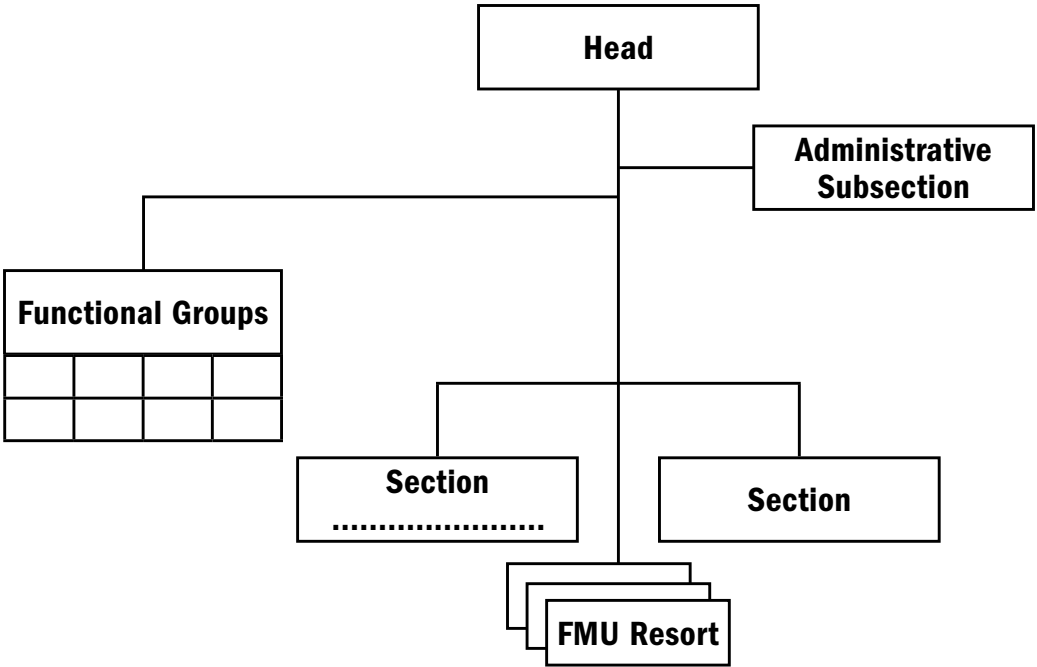 Head
Administrative
Subsection
Functional Groups
Section
.......................
Section
FMU Resort